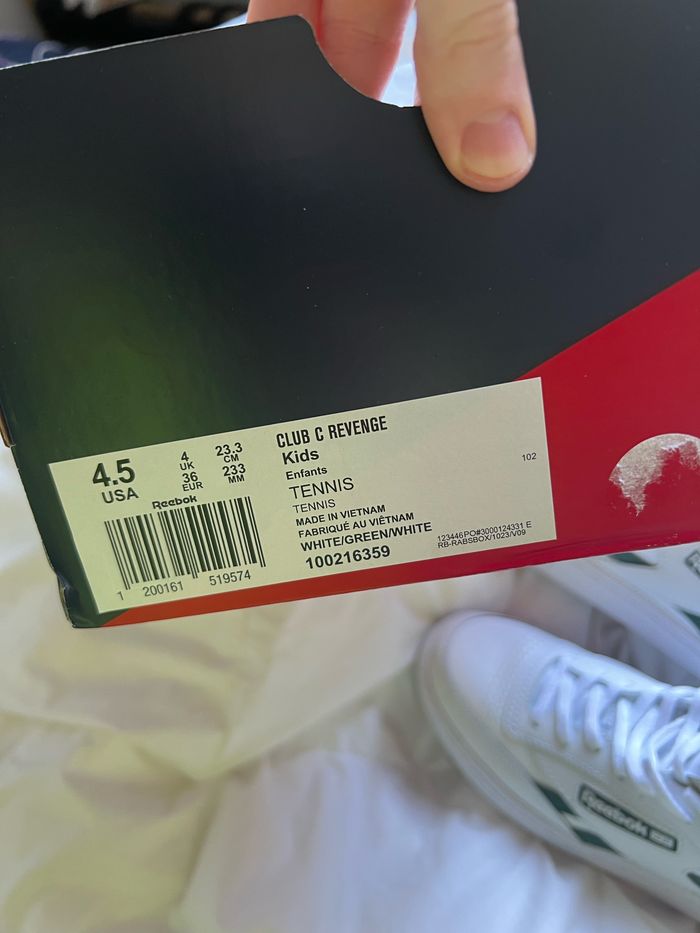 4.5
USA
4
UK
36
EUR
23.3
CM
233
MM
Reebok
1 200161 519574
CLUB C REVENGE
Kids
Enfants
TENNIS
TENNIS
MADE IN VIETNAM
FABRIQUÉ AU VIÊTNAM
WHITE/GREEN/WHITE
100216359
102
123446PO#3000124331 E
RB-RABSBOX/1023/V09
Reebok